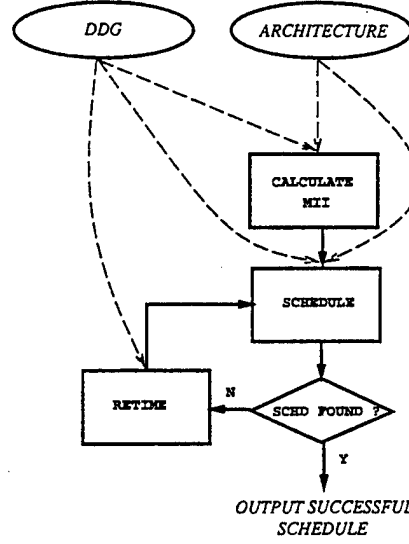 DDG
ARCHITECTURE
CALCULATE
MII
SCHEDULE
RETIME
N
SCHD FOUND ?
Y
OUTPUT SUCCESSFUL
SCHEDULE